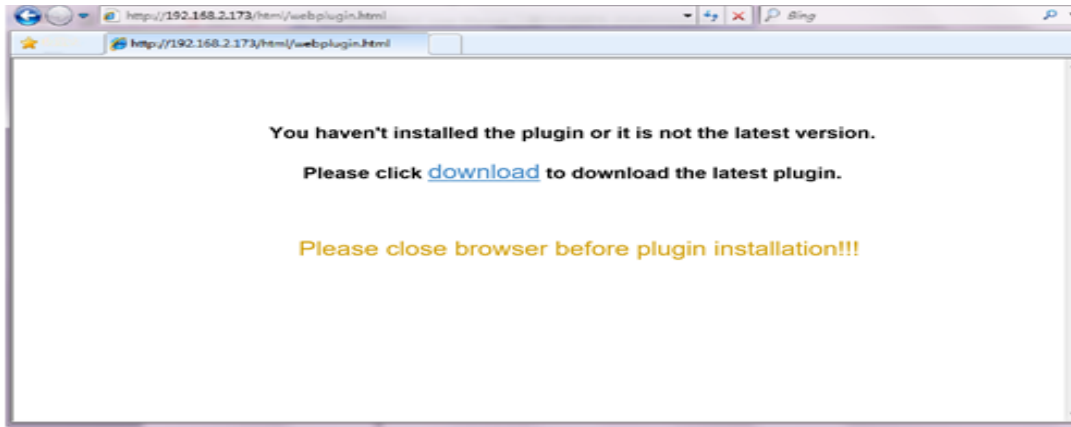 http://192.168.2.173/html/webplugin.html
Bing
http://192.168.2.173/html/webplugin.html
You haven't installed the plugin or it is not the latest version.
Please click download to download the latest plugin.
Please close browser before plugin installation!!!